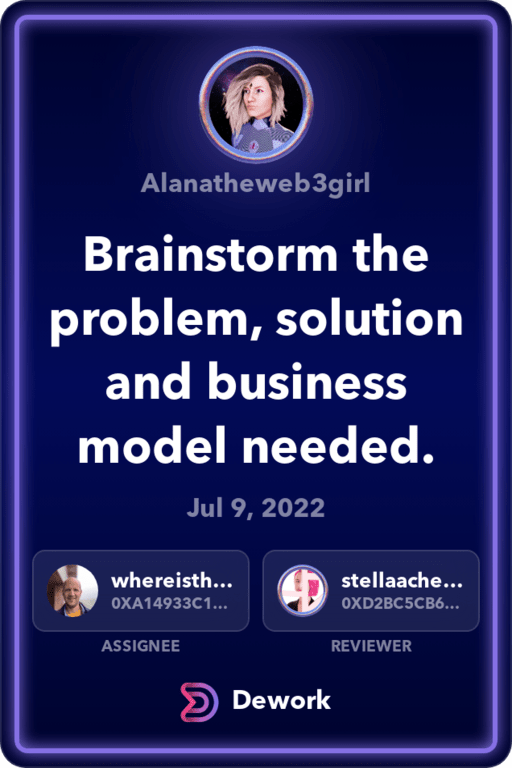 Alanatheweb3girl
Brainstorm the
problem, solution
and business
model needed.
Jul 9, 2022
whereisth...
0XA14933C1...
stellaache...
0XD2BC5CB6...
ASSIGNEE
REVIEWER
Dework